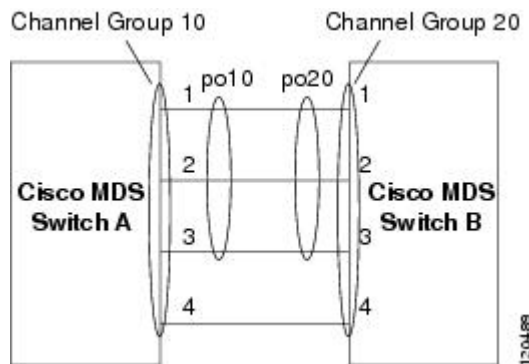 Channel Group 10
Channel Group 20
po10
po20
1
1
2
2
Cisco MDS
Switch A
Cisco MDS
Switch B
3
3
4
4